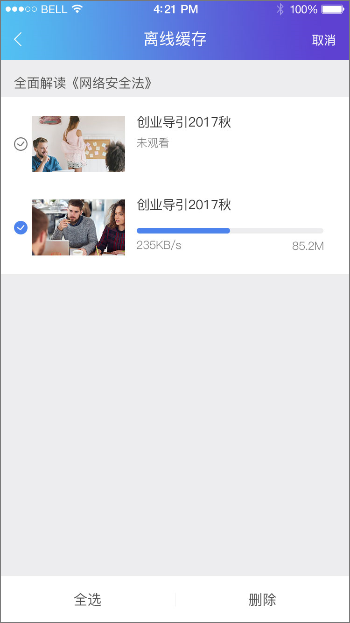 BELL
4:21 PM
100%
离线缓存
取消
全面解读《网络安全法》
创业导引2017秋
未观看
创业导引2017秋
235KB/s
85.2M
全选
删除